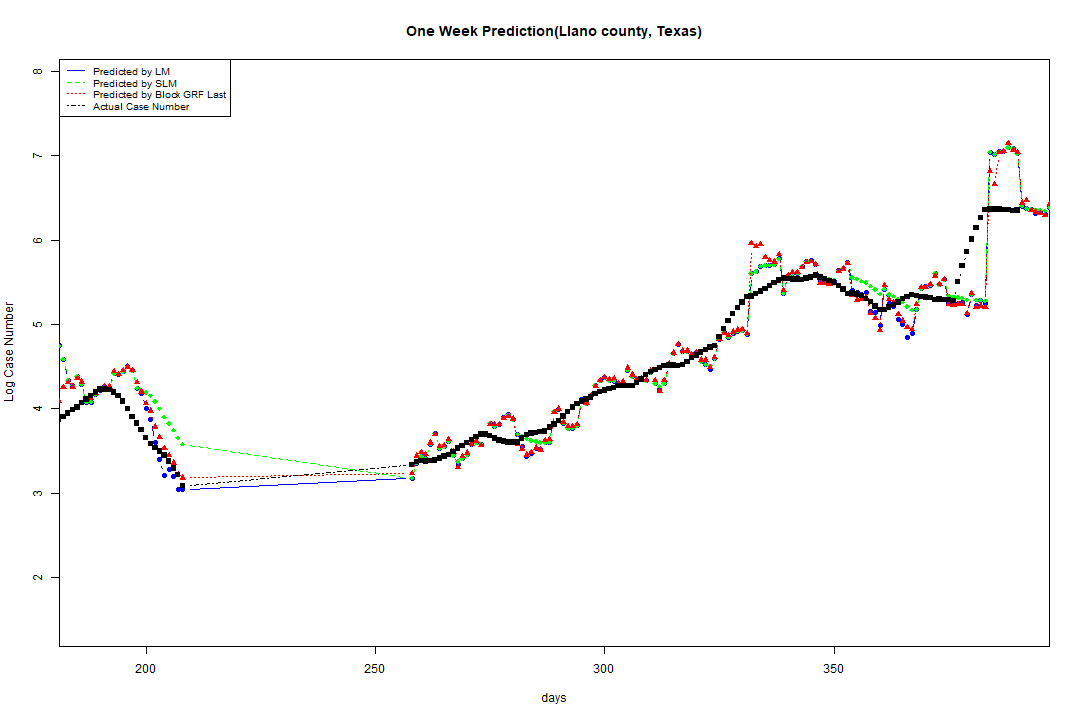 One Week Prediction(Llano county, Texas)
Predicted by LM
Predicted by SLM
Predicted by Block GRF Last
Actual Case Number
8
7
6
5
4
3
2
Log Case Number
200 250 300 350
days